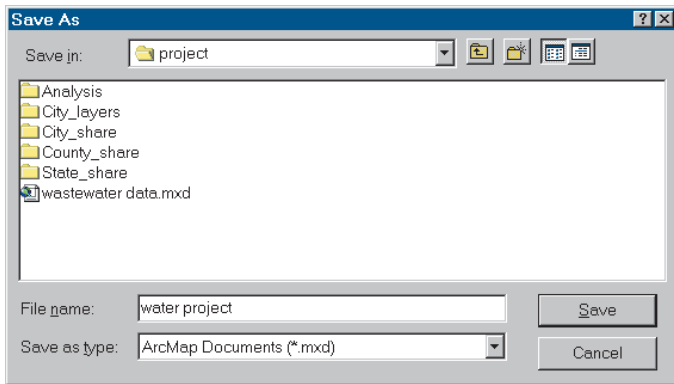 Save As
Save in:
project
Analysis
City_layers
City_share
County_share
State_share
wastewater data.mxd
File name:
water project
Save
Save as type:
ArcMap Documents (*.mxd)
Cancel